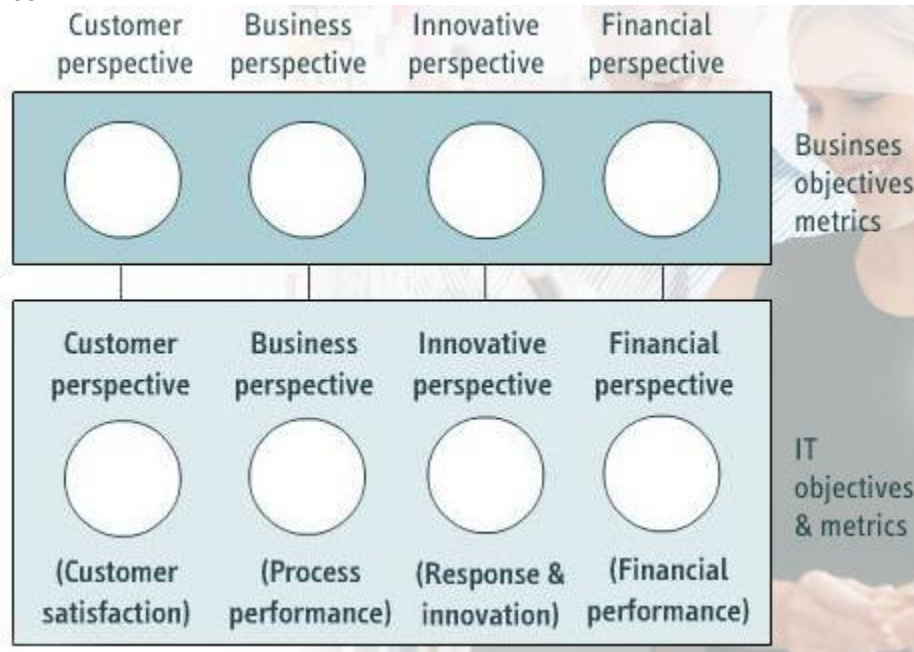 Customer
perspective
Business
perspective
Innovative
perspective
Financial
perspective
Businses
objectives
metrics
Customer
perspective
Business
perspective
Innovative
perspective
Financial
perspective
IT
objectives
& metrics
(Customer
satisfaction)
(Process
performance)
(Response &
innovation)
(Financial
performance)